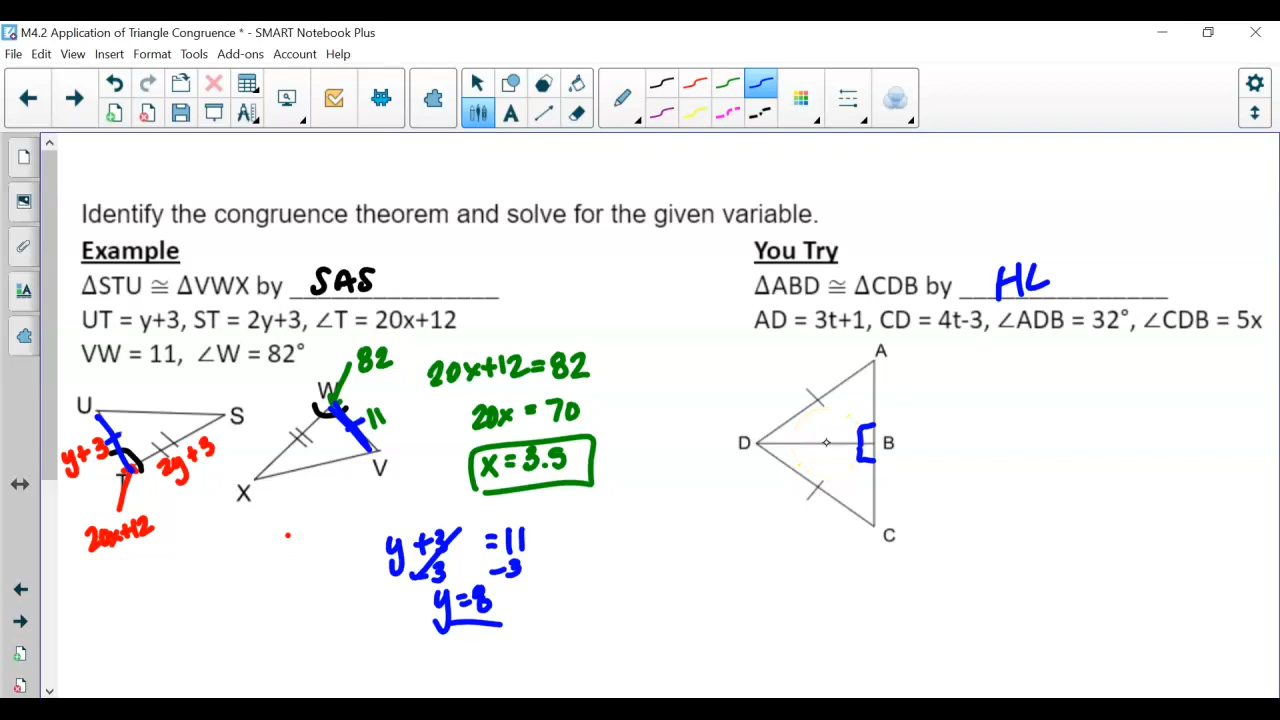 M4.2 Application of Triangle Congruence * - SMART Notebook Plus
File Edit View Insert Format Tools Add-ons Account Help
Identify the congruence theorem and solve for the given variable.
Example
ΔSTU ≅ ΔVWX by SAS
UT = y+3, ST = 2y+3, ∠T = 20x+12
VW = 11, ∠W = 82°
You Try
ΔABD ≅ ΔCDB by HL
AD = 3t+1, CD = 4t-3, ∠ADB = 32°, ∠CDB = 5x
U
S
T
y+3
2y+3
20x+12
W
82
11
X
V
20x+12=82
20x = 70
x = 3.5
y +3 = 11
-3 -3
y=8
A
D
B
C